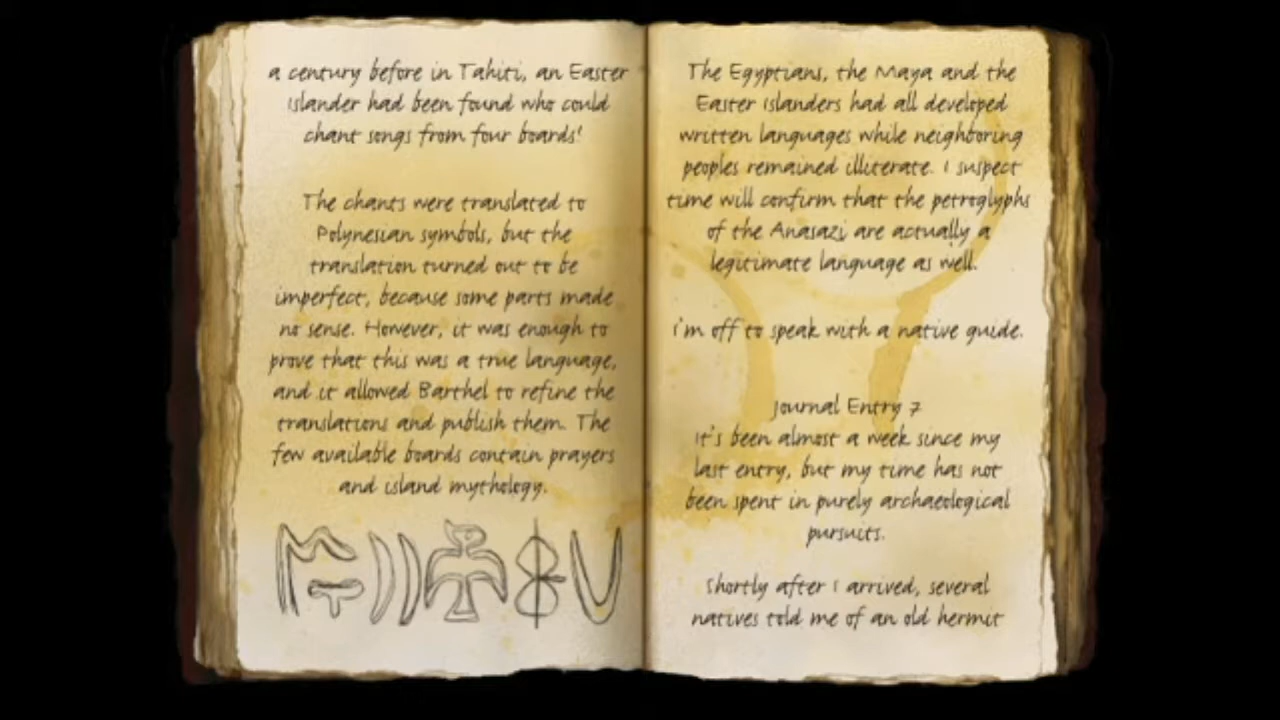 a century before in Tahiti, an Easter
Islander had been found who could
chant songs from four boards!
The chants were translated to
Polynesian symbols, but the
translation turned out to be
imperfect, because some parts made
no sense. However, it was enough to
prove that this was a true language,
and it allowed Barthel to refine the
translations and publish them. The
few available boards contain prayers
and island mythology.
The Egyptians, the Maya and the
Easter Islanders had all developed
written languages while neighboring
peoples remained illiterate. I suspect
time will confirm that the petroglyphs
of the Anasazi are actually a
legitimate language as well.
I'm off to speak with a native guide.
Journal Entry 7
It's been almost a week since my
last entry, but my time has not
been spent in purely archaeological
pursuits.
Shortly after I arrived, several
natives told me of an old hermit